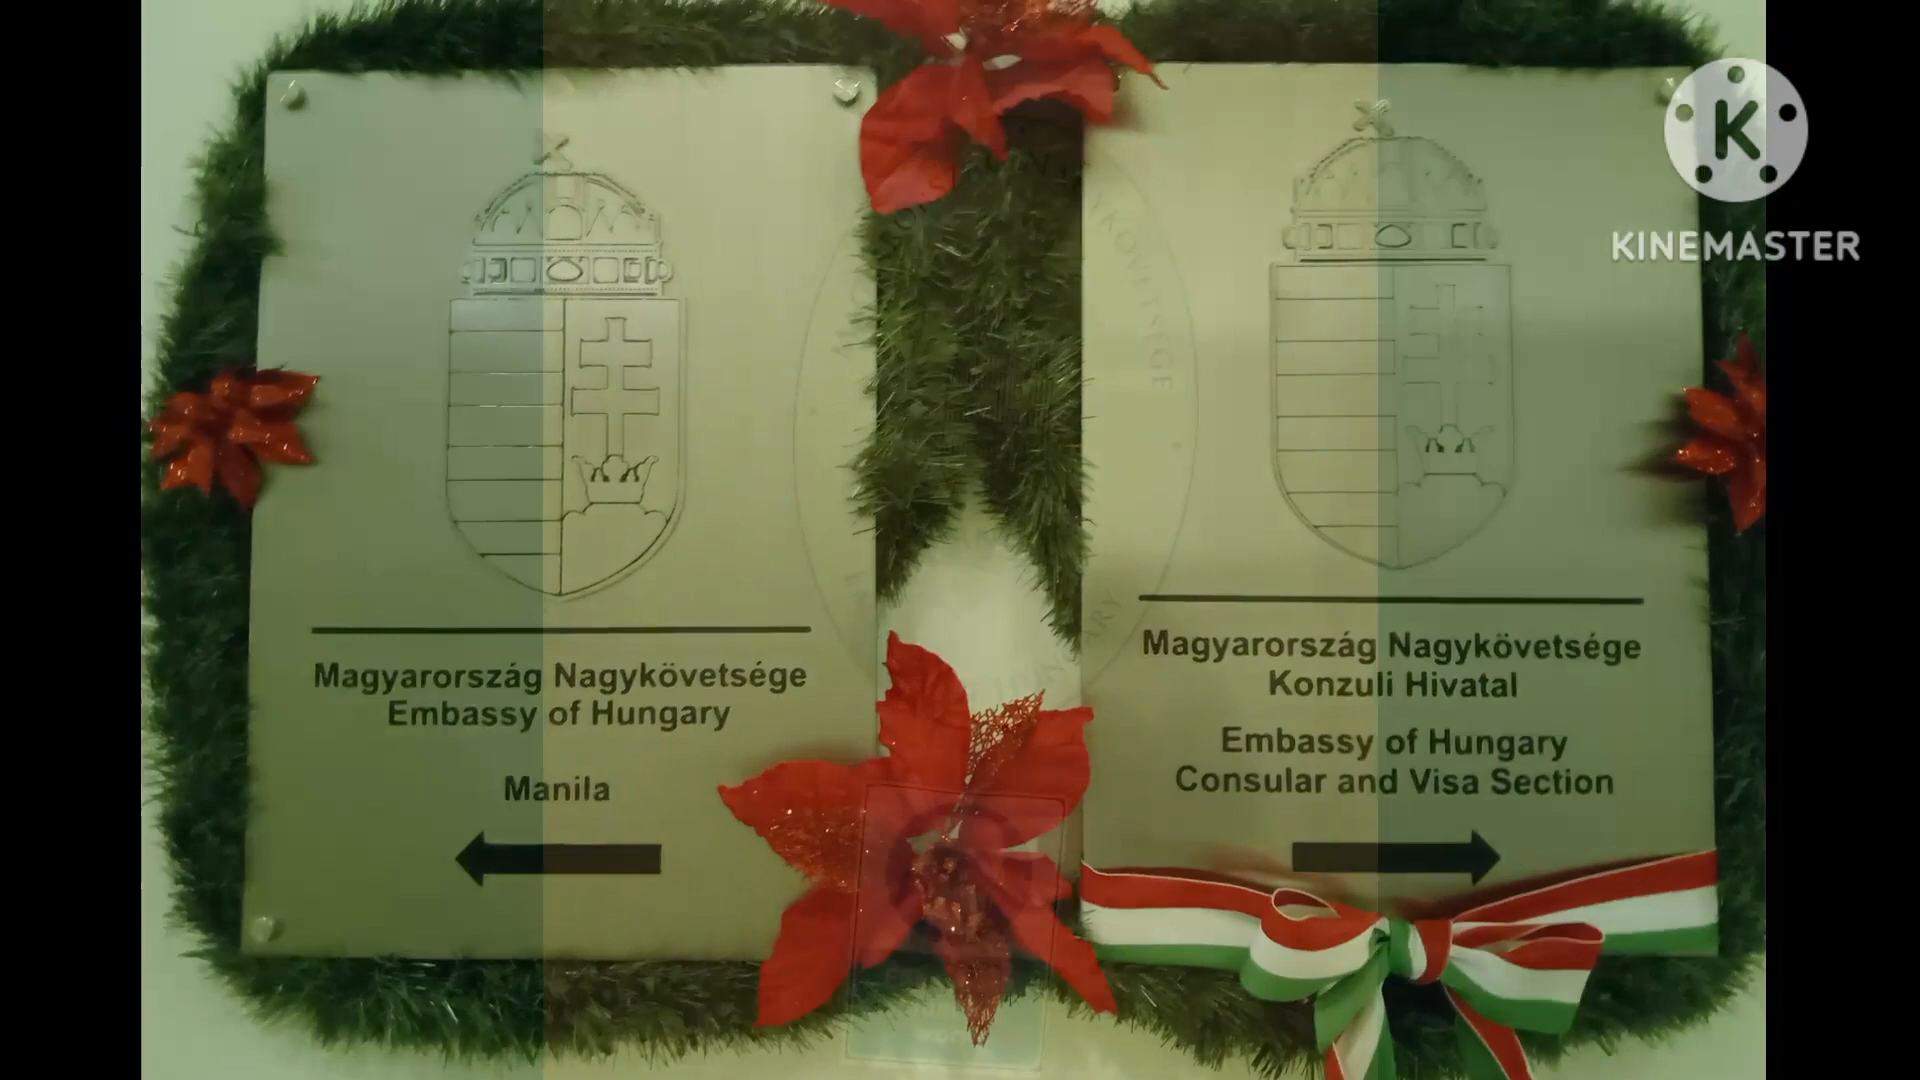 K
KINEMASTER
Magyarország Nagykövetsége
Embassy of Hungary
Manila
Magyarország Nagykövetsége
Konzuli Hivatal
Embassy of Hungary
Consular and Visa Section